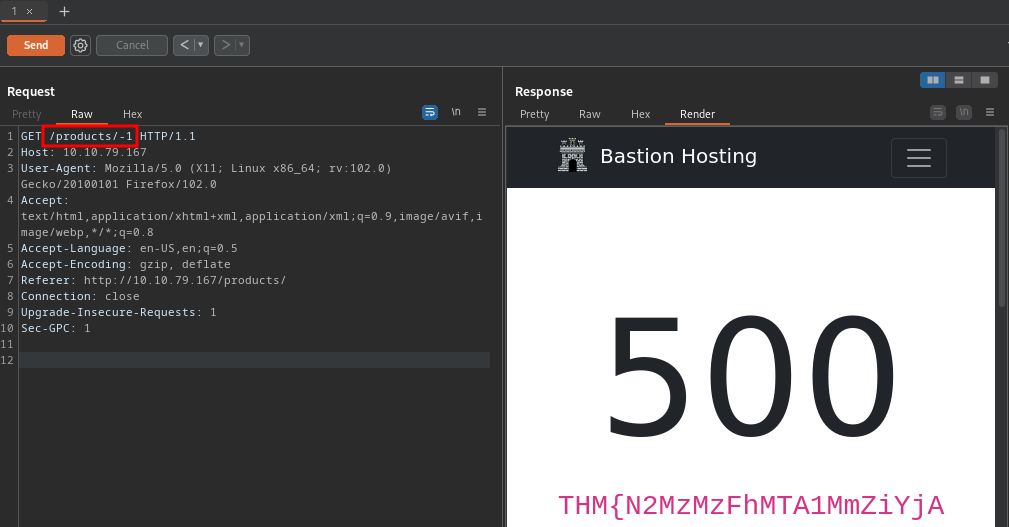 1 × +
Send Cancel < >
Request
Pretty Raw Hex \n
1 GET /products/-1 HTTP/1.1
2 Host: 10.10.79.167
3 User-Agent: Mozilla/5.0 (X11; Linux x86_64; rv:102.0)
Gecko/20100101 Firefox/102.0
4 Accept:
text/html,application/xhtml+xml,application/xml;q=0.9,image/avif,i
mage/webp,*/*;q=0.8
5 Accept-Language: en-US,en;q=0.5
6 Accept-Encoding: gzip, deflate
7 Referer: http://10.10.79.167/products/
8 Connection: close
9 Upgrade-Insecure-Requests: 1
10 Sec-GPC: 1
11
12
Response
Pretty Raw Hex Render \n
Bastion Hosting
500
THM{N2MzMzFhMTA1MmZiYjA